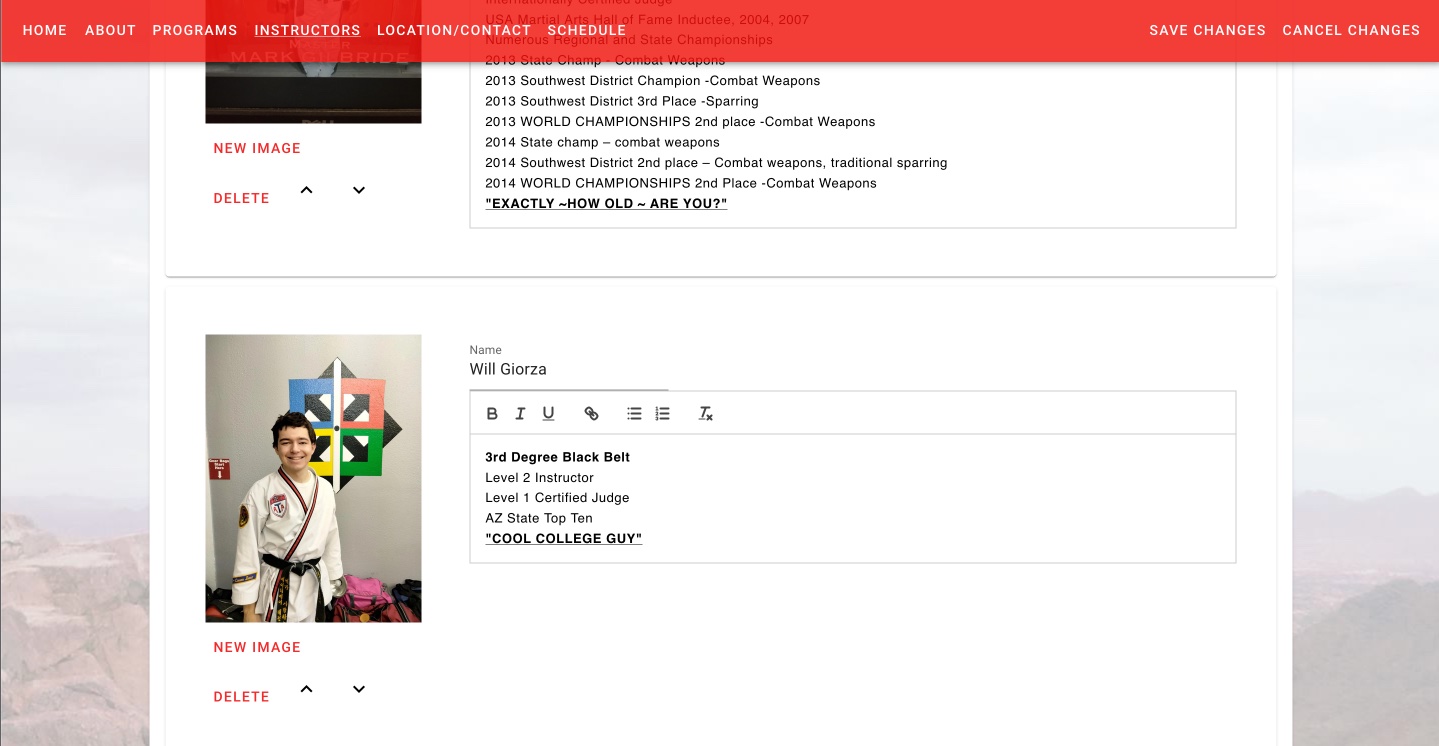 Internationally Certified Judge
USA Martial Arts Hall of Fame Inductee, 2004, 2007
HOME ABOUT PROGRAMS INSTRUCTORS LOCATION/CONTACT SCHEDULE SAVE CHANGES CANCEL CHANGES
Numerous Regional and State Championships
MASTER
MARK GILBRIDE
2013 State Champ - Combat Weapons
2013 Southwest District Champion -Combat Weapons
2013 Southwest District 3rd Place -Sparring
2013 WORLD CHAMPIONSHIPS 2nd place -Combat Weapons
2014 State champ – combat weapons
2014 Southwest District 2nd place – Combat weapons, traditional sparring
2014 WORLD CHAMPIONSHIPS 2nd Place -Combat Weapons
"EXACTLY ~HOW OLD ~ ARE YOU?"
NEW IMAGE
DELETE
Name
Will Giorza
B I U
3rd Degree Black Belt
Level 2 Instructor
Level 1 Certified Judge
AZ State Top Ten
"COOL COLLEGE GUY"
NEW IMAGE
DELETE